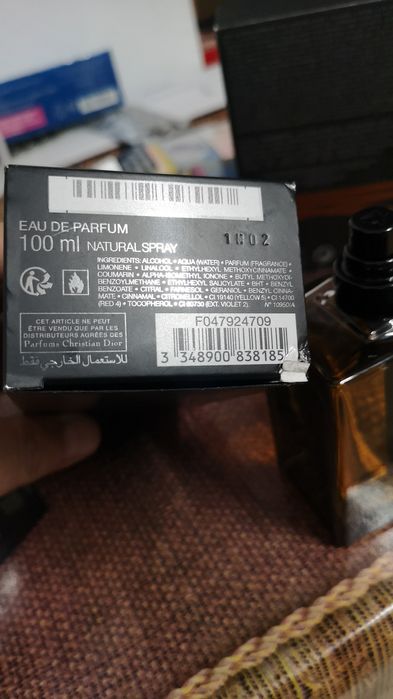 EAU DE PARFUM
100 ml NATURAL SPRAY
1N02
INGREDIENTS: ALCOHOL • AQUA (WATER) • PARFUM (FRAGRANCE) •
LIMONENE • LINALOOL • ETHYLHEXYL METHOXYCINNAMATE •
COUMARIN • ALPHA-ISOMETHYL IONONE • BUTYL METHOXYDI-
BENZOYLMETHANE • ETHYLHEXYL SALICYLATE • BHT • BENZYL
BENZOATE • CITRAL • FARNESOL • GERANIOL • BENZYL CINNA-
MATE • CINNAMAL • CITRONELLOL • CI 19140 (YELLOW 5) • CI 14700
(RED 4) • TOCOPHEROL • CI 60730 (EXT. VIOLET 2). N° 10950/A
CET ARTICLE NE PEUT
ÊTRE VENDU QUE PAR LES
DISTRIBUTEURS AGRÉÉS DES
Parfums Christian Dior
للاستعمال الخارجي فقط
F047924709
3 348900 838185